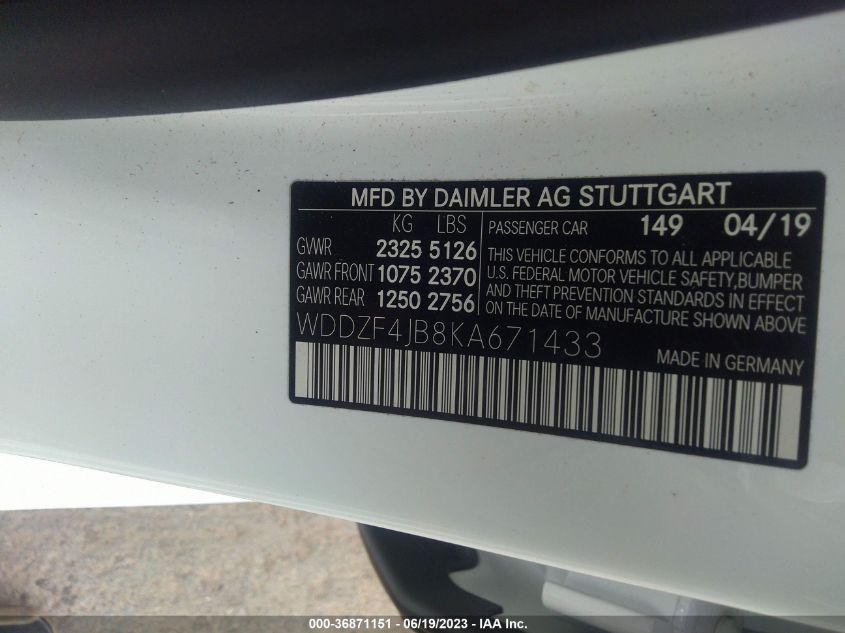 MFD BY DAIMLER AG STUTTGART
KG LBS
GVWR 2325 5126
GAWR FRONT 1075 2370
GAWR REAR 1250 2756
PASSENGER CAR 149 04/19
THIS VEHICLE CONFORMS TO ALL APPLICABLE
U.S. FEDERAL MOTOR VEHICLE SAFETY,BUMPER
AND THEFT PREVENTION STANDARDS IN EFFECT
ON THE DATE OF MANUFACTURE SHOWN ABOVE
WDDZF4JB8KA671433
MADE IN GERMANY
000-36871151 / 06/19/2023 - IAA Inc.